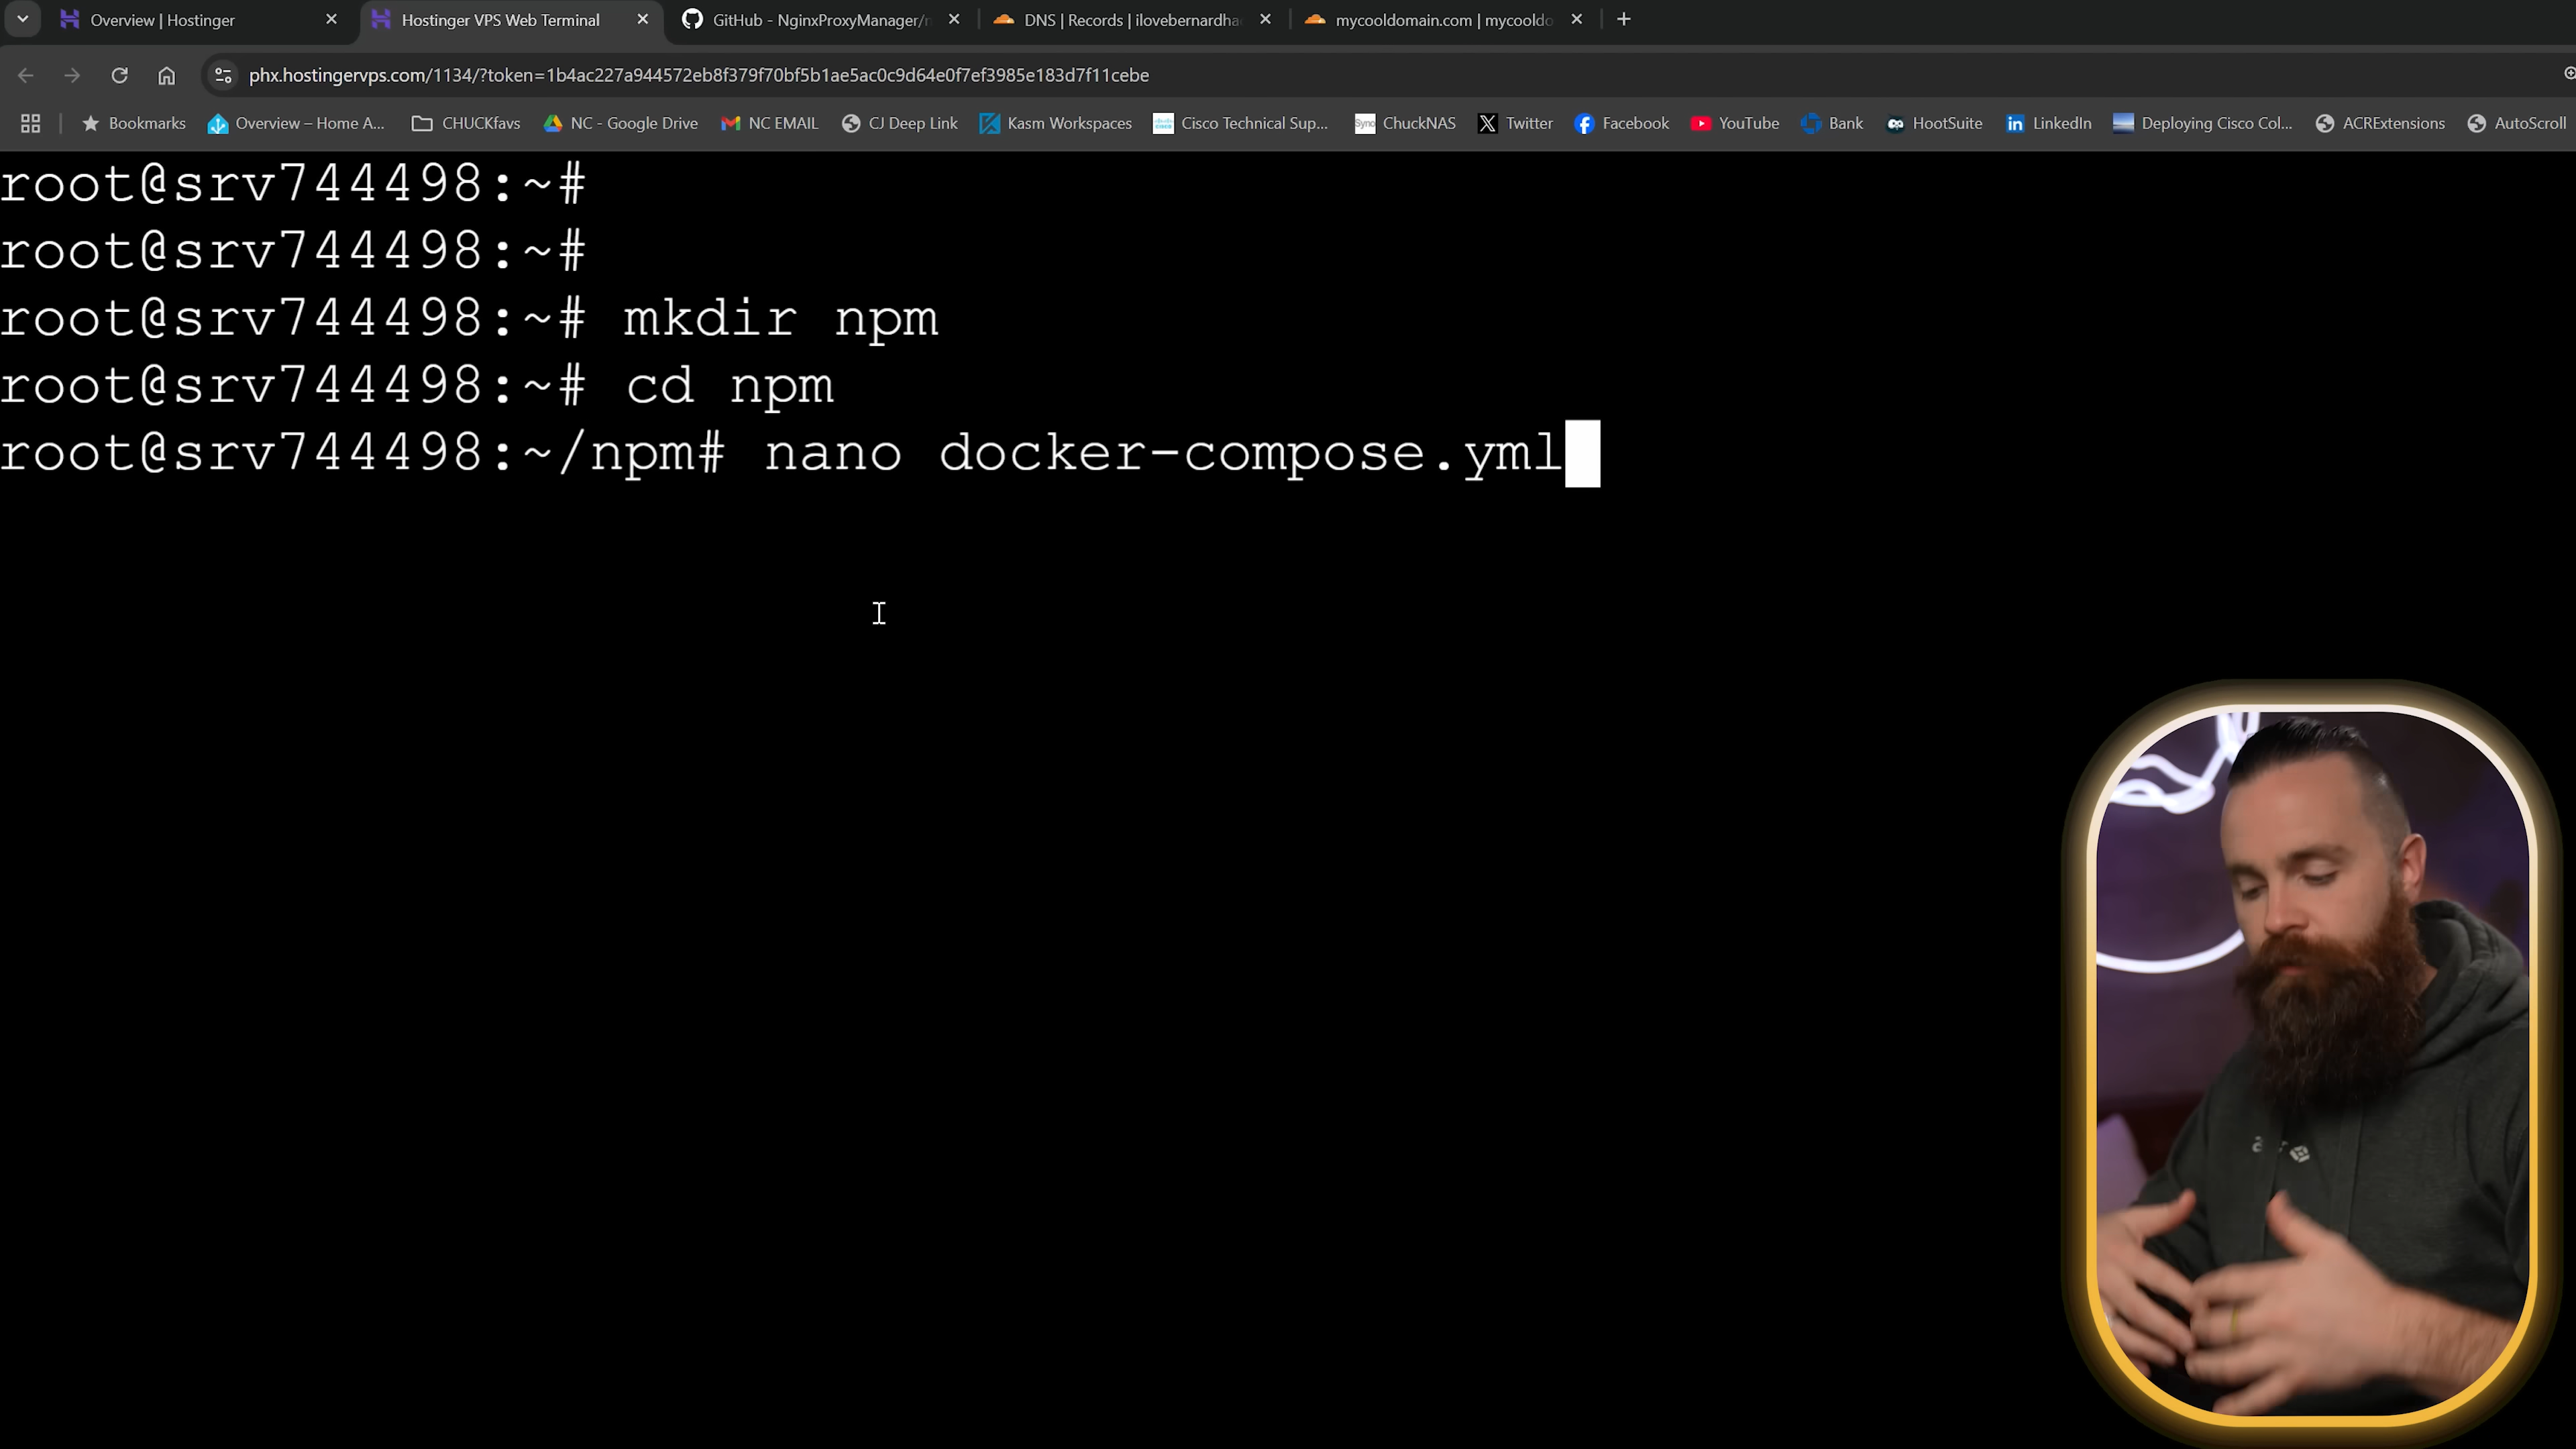 Overview | Hostinger
Hostinger VPS Web Terminal
GitHub - NginxProxyManager/
DNS | Records | ilovebernardha
mycooldomain.com | mycooldo
phx.hostingervps.com/1134/?token=1b4ac227a944572eb8f379f70bf5b1ae5ac0c9d64e0f7ef3985e183d7f11cebe
Bookmarks
Overview – Home A...
CHUCKfavs
NC - Google Drive
NC EMAIL
CJ Deep Link
Kasm Workspaces
Cisco Technical Sup...
ChuckNAS
Twitter
Facebook
YouTube
Bank
HootSuite
LinkedIn
Deploying Cisco Col...
ACRExtensions
AutoScroll
root@srv744498:~#
root@srv744498:~#
root@srv744498:~# mkdir npm
root@srv744498:~# cd npm
root@srv744498:~/npm# nano docker-compose.yml